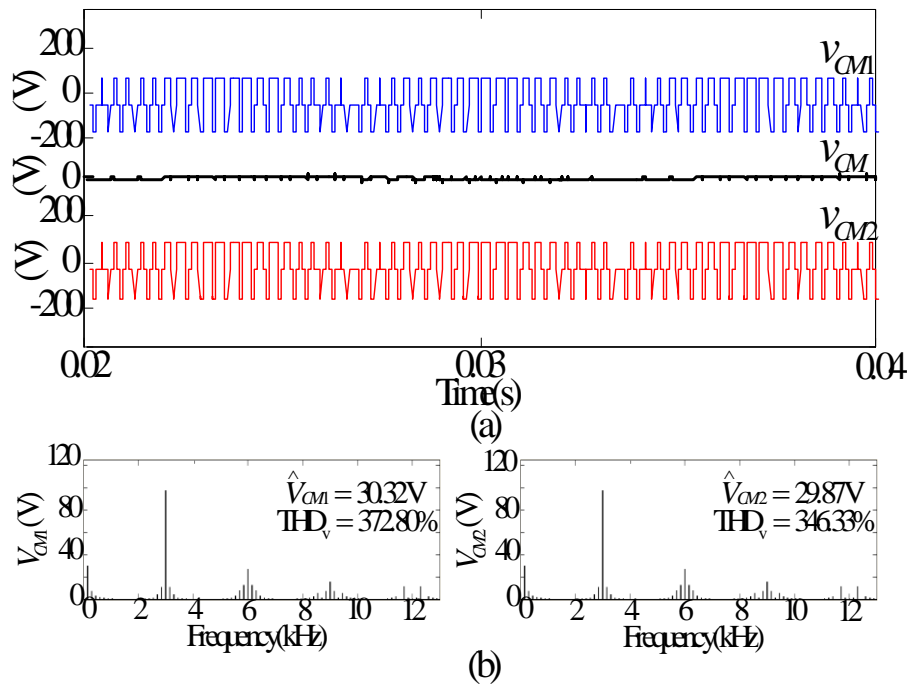 200
0
-200
(V)
v_CM1
0
(V)
v_CM
200
0
-200
(V)
v_CM2
0.02 0.03 0.04
Time(s)
(a)
120
80
40
0
V_CM1 (V)
V̂_CM1 = 30.32V
THD_v = 372.80%
0 2 4 6 8 10 12
Frequency(kHz)
120
80
40
0
V_CM2 (V)
V̂_CM2 = 29.87V
THD_v = 346.33%
0 2 4 6 8 10 12
Frequency(kHz)
(b)